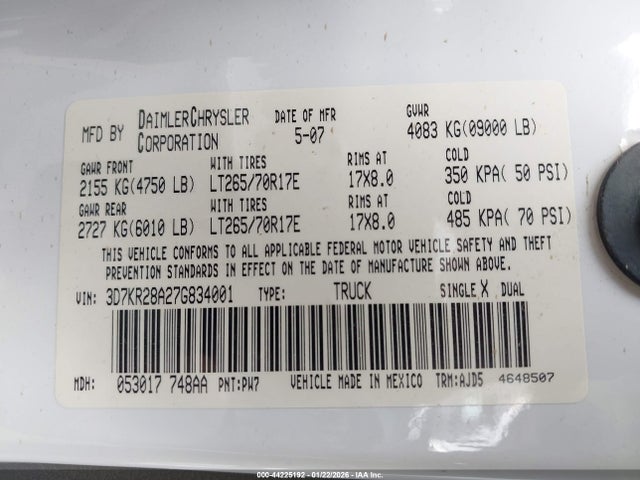 MFD BY DAIMLERCHRYSLER CORPORATION DATE OF MFR 5-07 GVWR 4083 KG(09000 LB)
GAWR FRONT WITH TIRES RIMS AT COLD
2155 KG(4750 LB) LT265/70R17E 17X8.0 350 KPA( 50 PSI)
GAWR REAR WITH TIRES RIMS AT COLD
2727 KG(6010 LB) LT265/70R17E 17X8.0 485 KPA( 70 PSI)
THIS VEHICLE CONFORMS TO ALL APPLICABLE FEDERAL MOTOR VEHICLE SAFETY AND THEFT
PREVENTION STANDARDS IN EFFECT ON THE DATE OF MANUFACTURE SHOWN ABOVE.
VIN: 3D7KR28A27G834001 TYPE: TRUCK SINGLE X DUAL
MDH: 053017 748AA PNT:PW7 VEHICLE MADE IN MEXICO TRM:AJD5 4648507
000-44225192 - 01/22/2026 - IAA Inc.